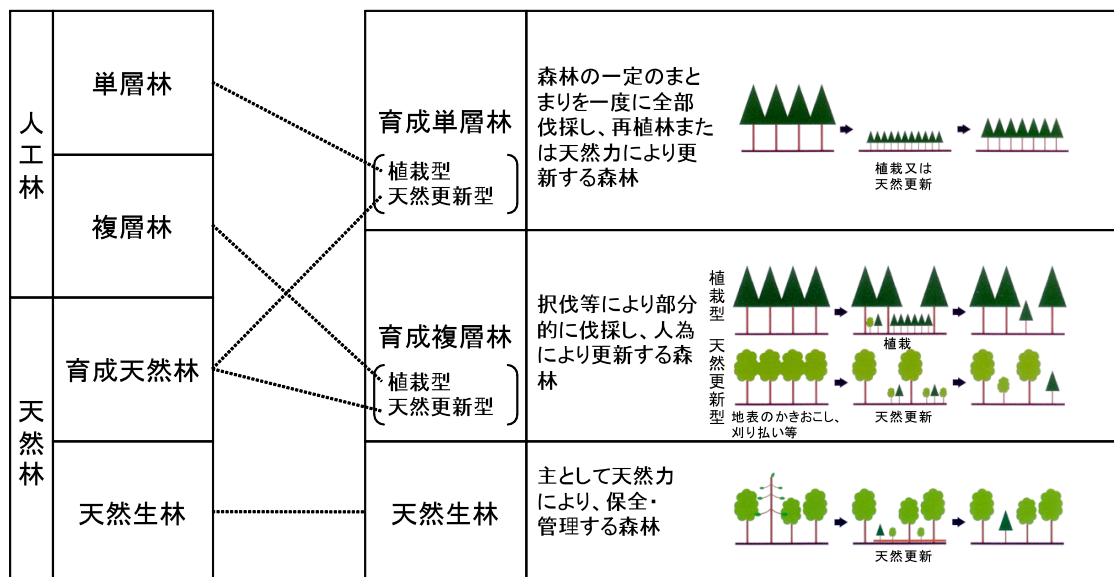 人工林
単層林
複層林
天然林
育成天然林
天然生林
育成単層林
植栽型
天然更新型
育成複層林
植栽型
天然更新型
天然生林
森林の一定のまと
まりを一度に全部
伐採し、再植林また
は天然力により更
新する森林
植栽又は
天然更新
択伐等により部分
的に伐採し、人為
により更新する森
林
植栽型
植栽
天然更新型
地表のかきおこし、
刈り払い等
天然更新
主として天然力
により、保全・
管理する森林
天然更新